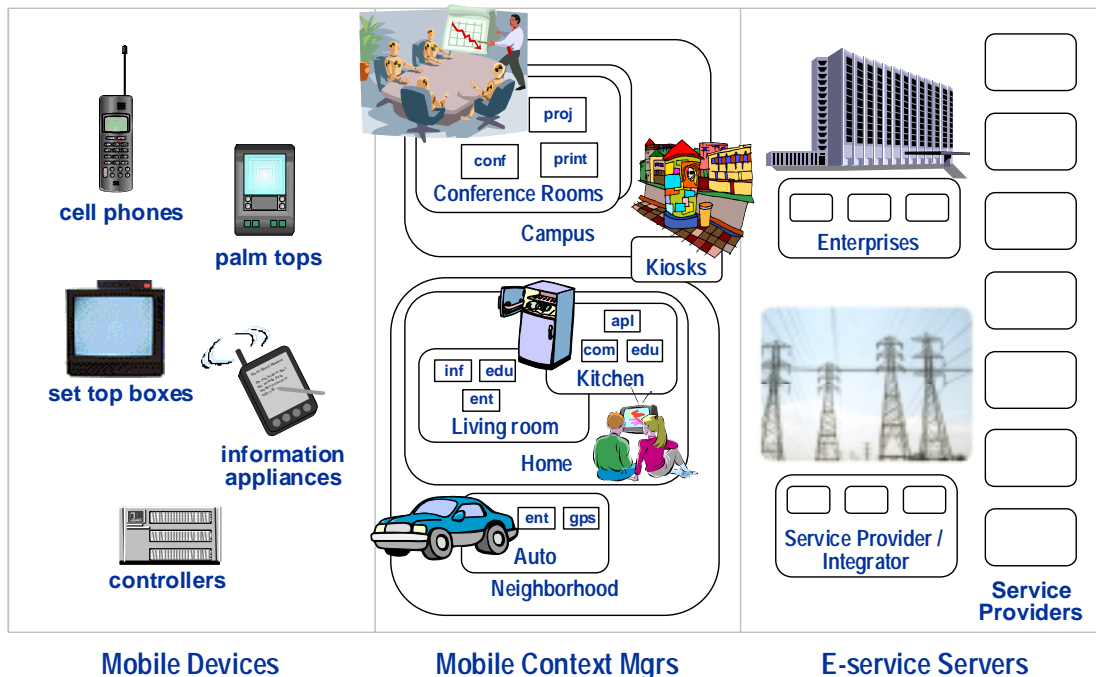 cell phones
palm tops
set top boxes
information
appliances
controllers
Mobile Devices
proj
conf
print
Conference Rooms
Campus
Kiosks
apl
com
edu
Kitchen
inf
edu
ent
Living room
Home
ent
gps
Auto
Neighborhood
Mobile Context Mgrs
Enterprises
Service Provider /
Integrator
Service
Providers
E-service Servers